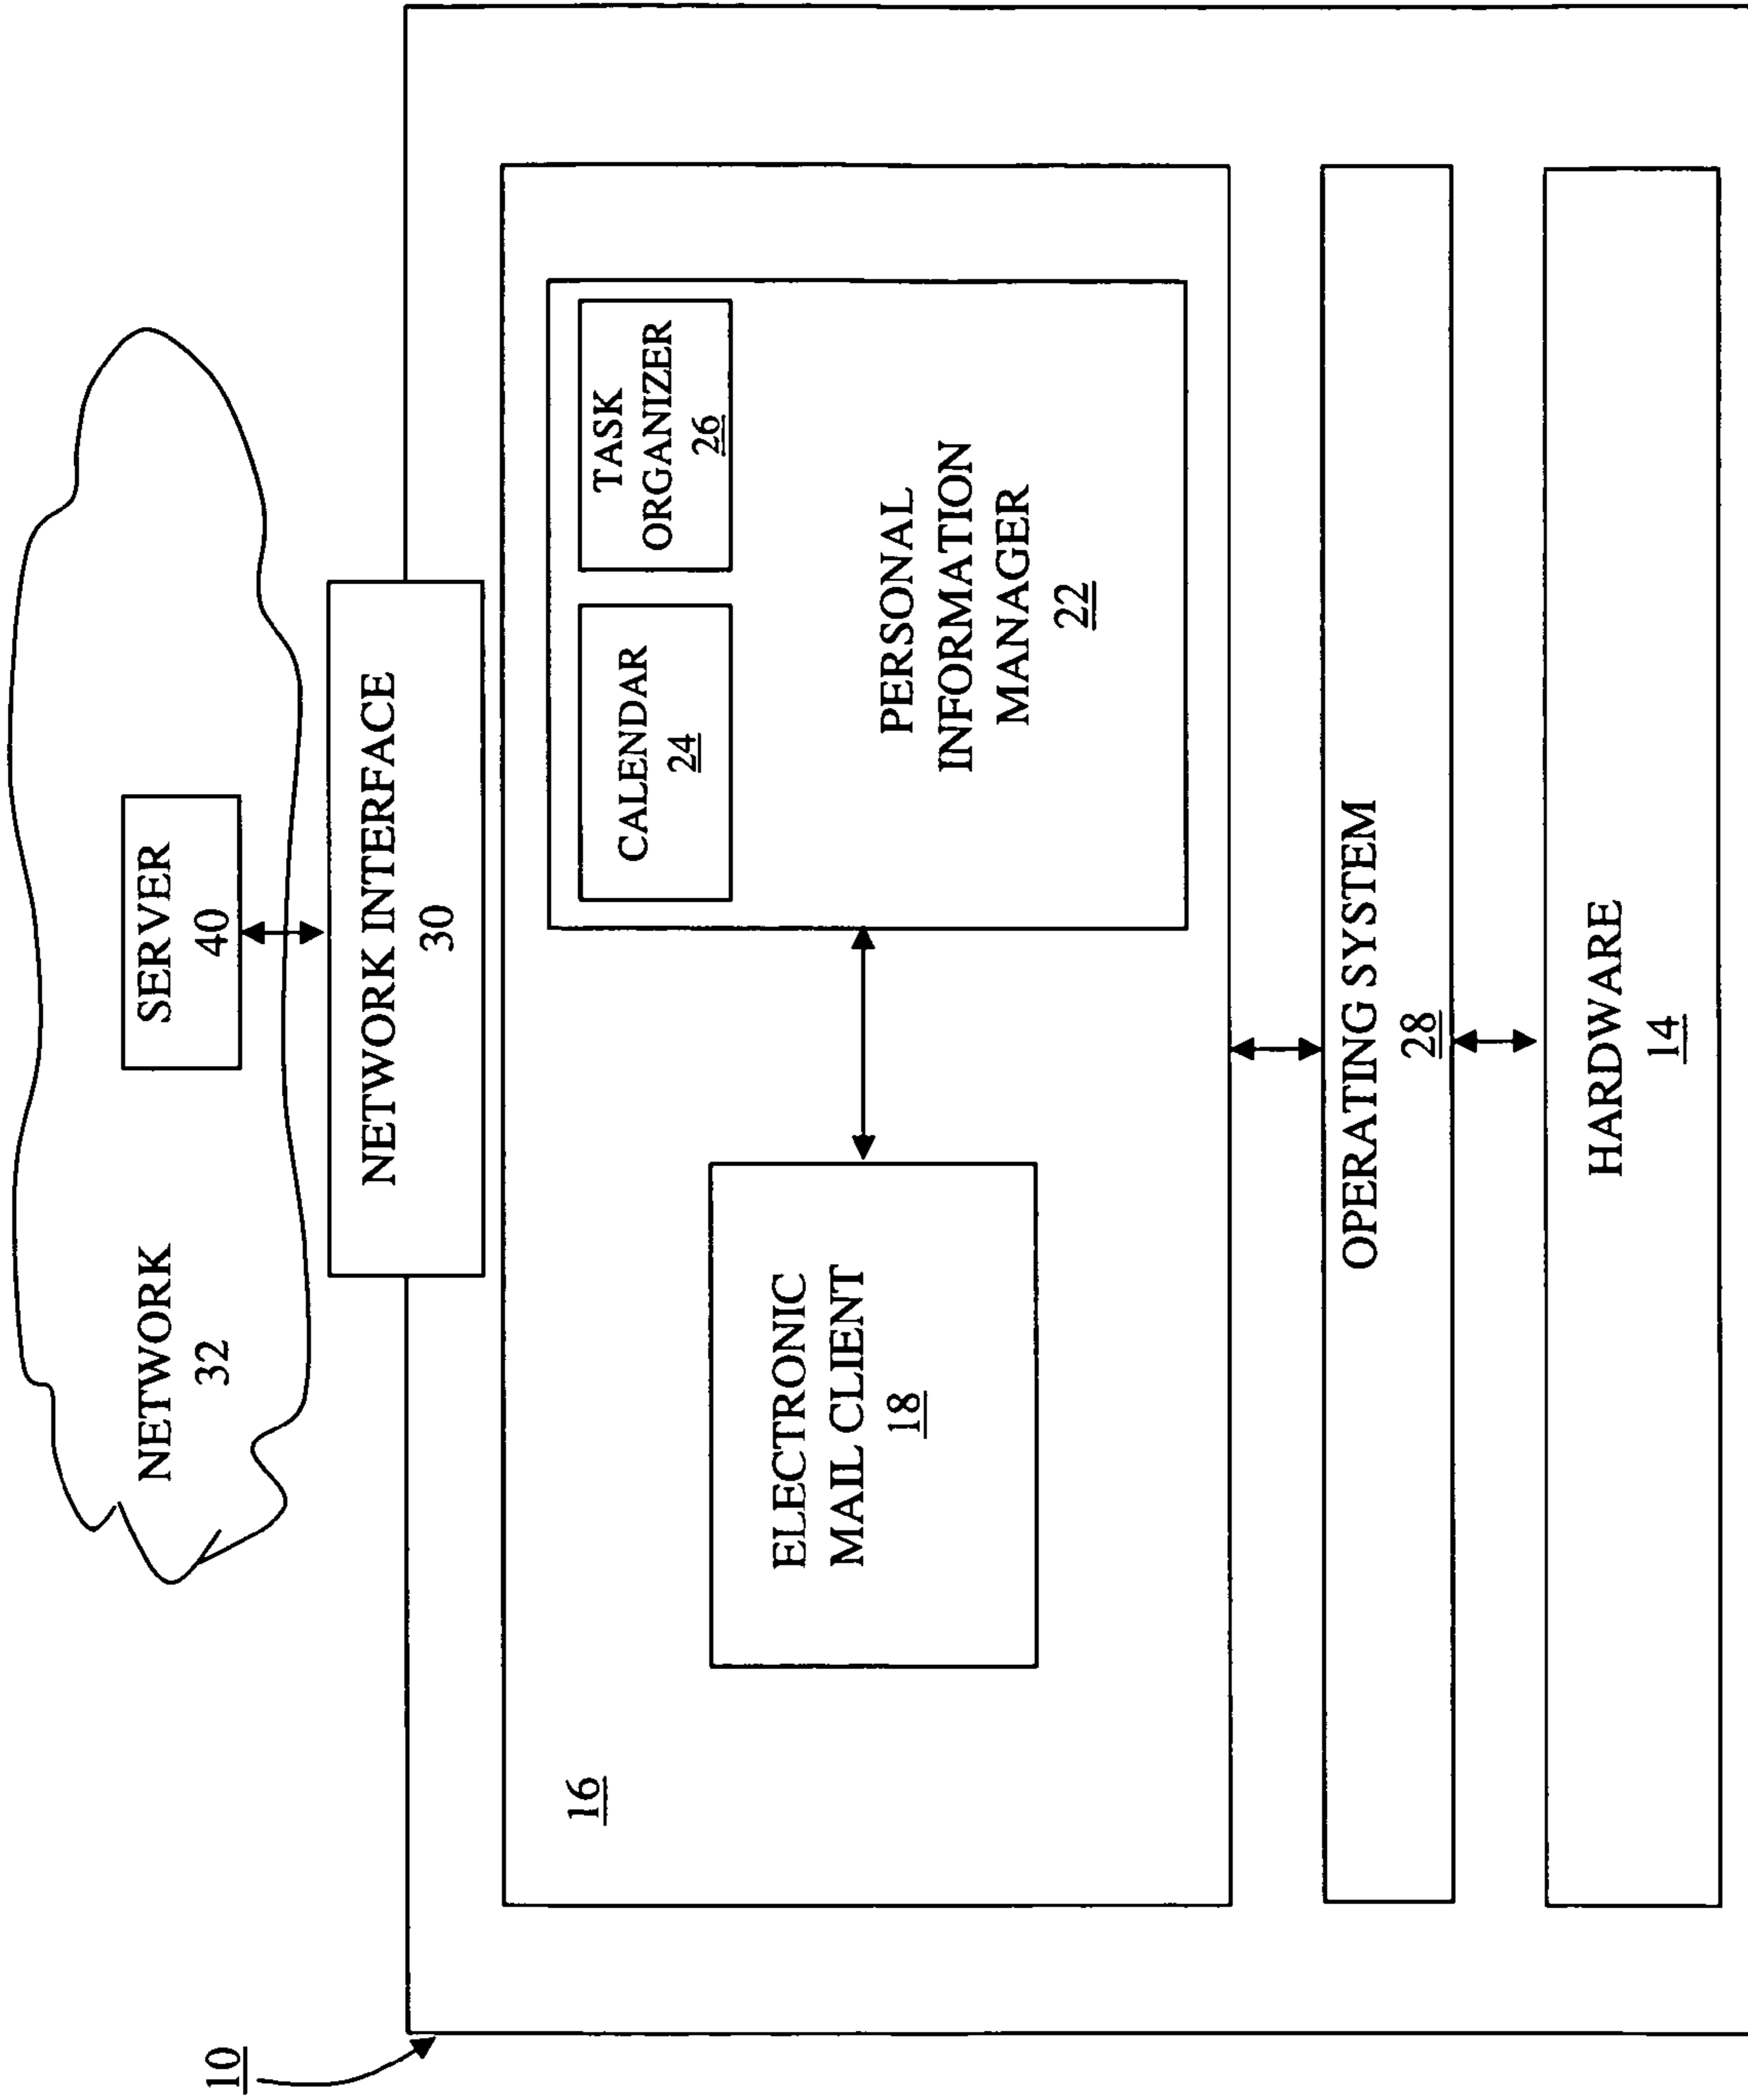 10
NETWORK
32
SERVER
40
NETWORK INTERFACE
30
16
ELECTRONIC
MAIL CLIENT
18
CALENDAR
24
TASK
ORGANIZER
26
PERSONAL
INFORMATION
MANAGER
22
OPERATING SYSTEM
28
HARDWARE
14